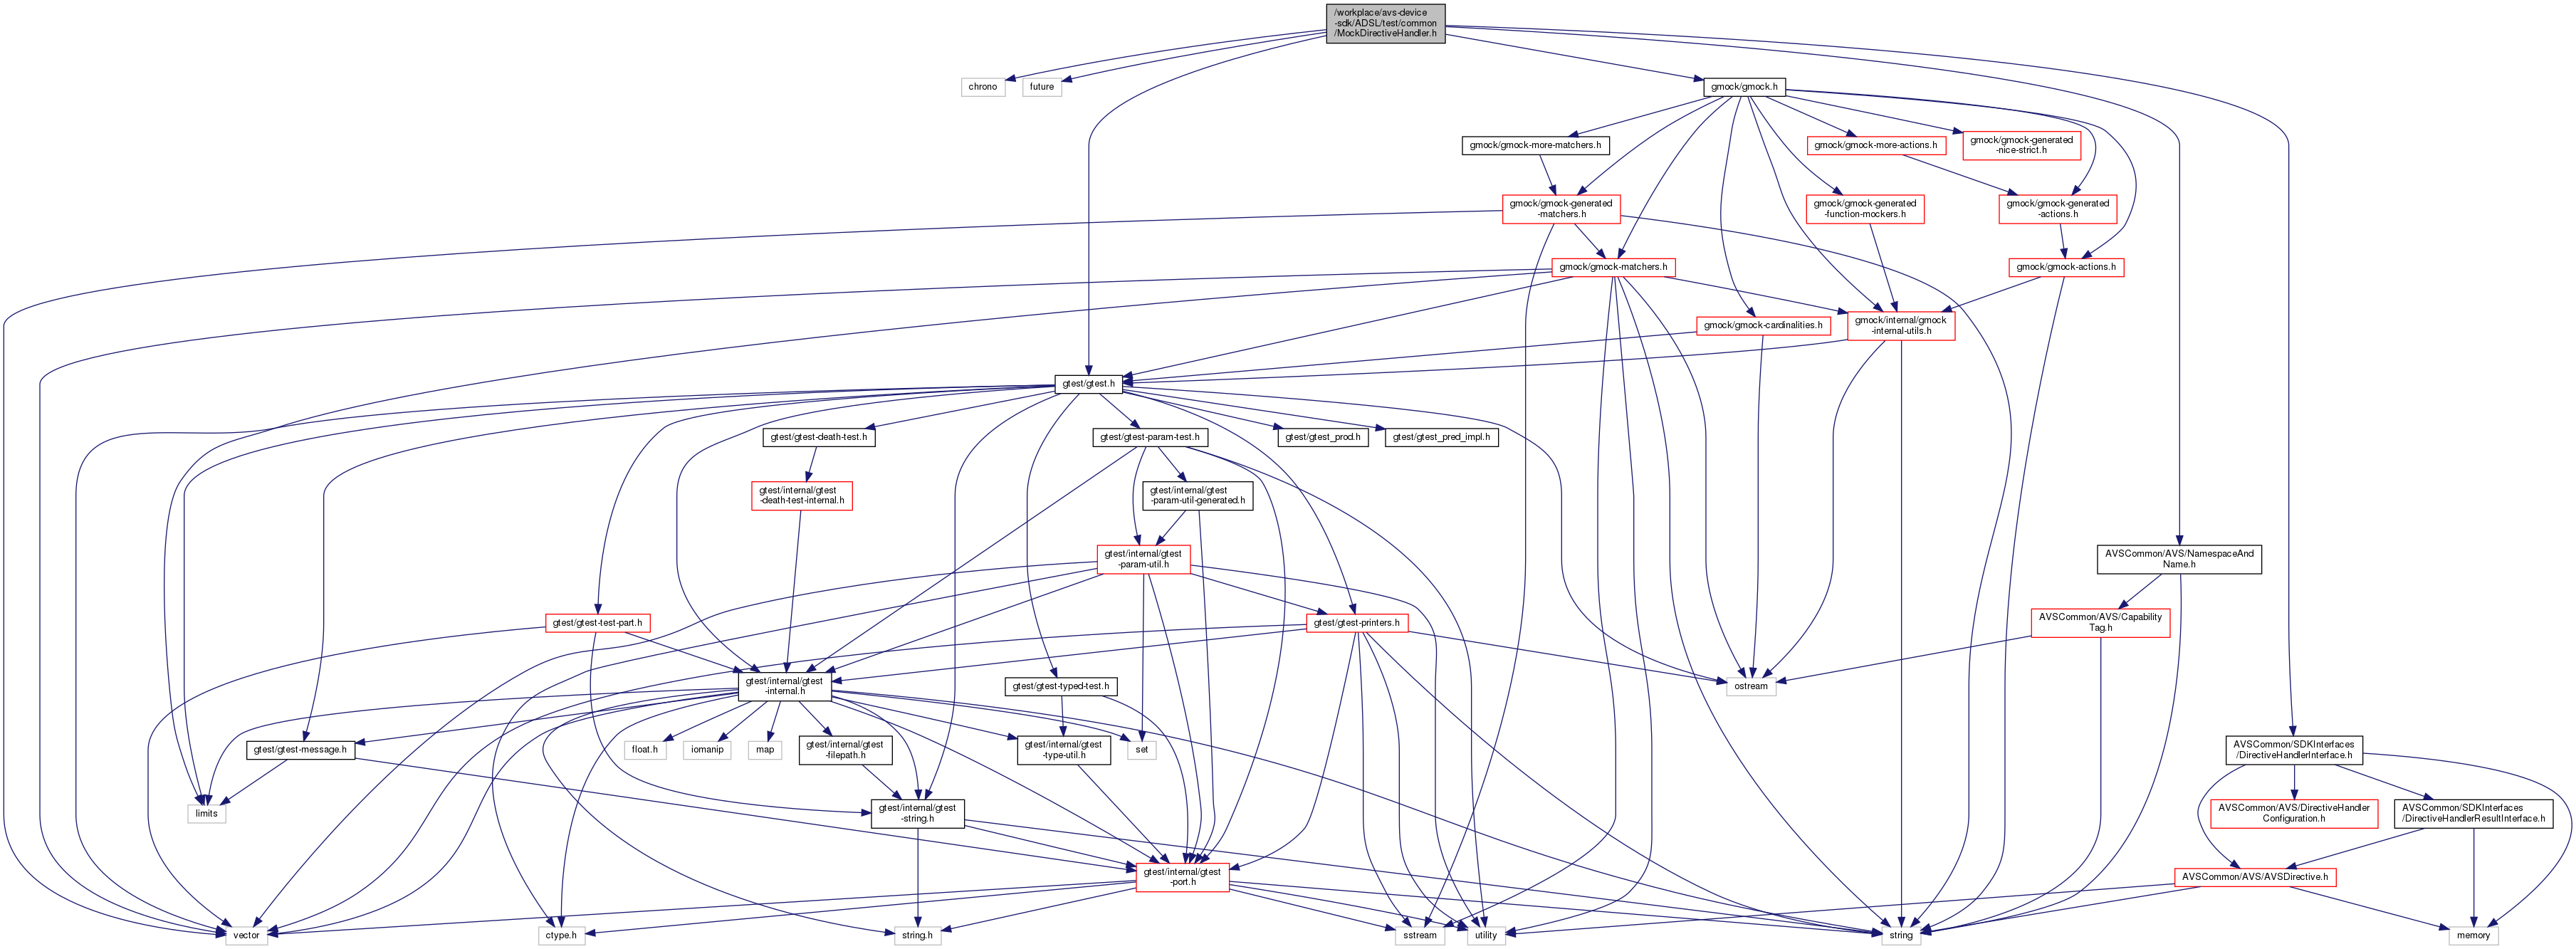 /workplace/avs-device
-sdk/ADSL/test/common
/MockDirectiveHandler.h
chrono
future
gmock/gmock.h
gmock/gmock-more-matchers.h
gmock/gmock-more-actions.h
gmock/gmock-generated
-nice-strict.h
gmock/gmock-generated
-matchers.h
gmock/gmock-generated
-function-mockers.h
gmock/gmock-generated
-actions.h
gmock/gmock-matchers.h
gmock/gmock-actions.h
gmock/gmock-cardinalities.h
gmock/internal/gmock
-internal-utils.h
gtest/gtest.h
gtest/gtest-death-test.h
gtest/gtest-param-test.h
gtest/gtest_prod.h
gtest/gtest_pred_impl.h
gtest/internal/gtest
-death-test-internal.h
gtest/internal/gtest
-param-util-generated.h
gtest/internal/gtest
-param-util.h
AVSCommon/AVS/NamespaceAnd
Name.h
gtest/gtest-test-part.h
gtest/gtest-printers.h
AVSCommon/AVS/Capability
Tag.h
gtest/internal/gtest
-internal.h
gtest/gtest-typed-test.h
ostream
gtest/gtest-message.h
float.h
iomanip
map
gtest/internal/gtest
-filepath.h
gtest/internal/gtest
-type-util.h
set
AVSCommon/SDKInterfaces
/DirectiveHandlerInterface.h
limits
gtest/internal/gtest
-string.h
AVSCommon/AVS/DirectiveHandler
Configuration.h
AVSCommon/SDKInterfaces
/DirectiveHandlerResultInterface.h
gtest/internal/gtest
-port.h
AVSCommon/AVS/AVSDirective.h
vector
ctype.h
string.h
sstream
utility
string
memory